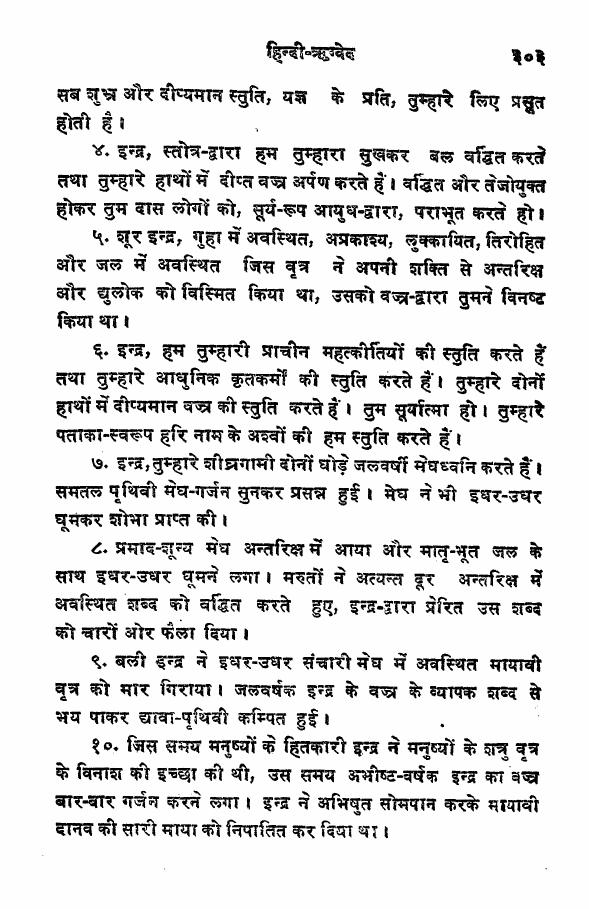 हिन्दी-ऋग्वेद ३०३
सब शुभ्र और दीप्यमान स्तुति, यज्ञ के प्रति, तुम्हारे लिए प्रसूत
होती है।
४. इन्द्र, स्तोत्र-द्वारा हम तुम्हारा सुखकर बल वर्द्धित करते
तथा तुम्हारे हाथों में दीप्त वज्र अर्पण करते हैं। वर्द्धित और तेजोयुक्त
होकर तुम दास लोगों को, सूर्य-रूप आयुध-द्वारा, पराभूत करते हो।
५. शूर इन्द्र, गुहा में अवस्थित, अप्रकाश्य, लुक्कायित, तिरोहित
और जल में अवस्थित जिस वृत्र ने अपनी शक्ति से अन्तरिक्ष
और द्युलोक को विस्मित किया था, उसको वज्र-द्वारा तुमने विनष्ट
किया था।
६. इन्द्र, हम तुम्हारी प्राचीन महत्कीर्तियों की स्तुति करते हैं
तथा तुम्हारे आधुनिक कृतकर्मों की स्तुति करते हैं। तुम्हारे दोनों
हाथों में दीप्यमान वज्र की स्तुति करते हैं। तुम सूर्यात्मा हो। तुम्हारे
पताका-स्वरूप हरि नाम के अश्वों की हम स्तुति करते हैं।
७. इन्द्र, तुम्हारे शीघ्रगामी दोनों घोड़े जलवर्षी मेघध्वनि करते हैं।
समतल पृथिवी मेघ-गर्जन सुनकर प्रसन्न हुई। मेघ ने भी इधर-उधर
घूमकर शोभा प्राप्त की।
८. प्रमाद-शून्य मेघ अन्तरिक्ष में आया और मातृ-भूत जल के
साथ इधर-उधर घूमने लगा। मरुतों ने अत्यन्त दूर अन्तरिक्ष में
अवस्थित शब्द को वर्द्धित करते हुए, इन्द्र-द्वारा प्रेरित उस शब्द
को चारों ओर फैला दिया।
९. बली इन्द्र ने इधर-उधर संचारी मेघ में अवस्थित मायावी
वृत्र को मार गिराया। जलवर्षक इन्द्र के वज्र के व्यापक शब्द से
भय पाकर द्यावा-पृथिवी कम्पित हुई।
१०. जिस समय मनुष्यों के हितकारी इन्द्र ने मनुष्यों के शत्रु वृत्र
के विनाश की इच्छा की थी, उस समय अभीष्ट-वर्षक इन्द्र का वज्र
बार-बार गर्जन करने लगा। इन्द्र ने अभिषुत सोमपान करके मायावी
दानव की सारी माया को निपातित कर दिया था।